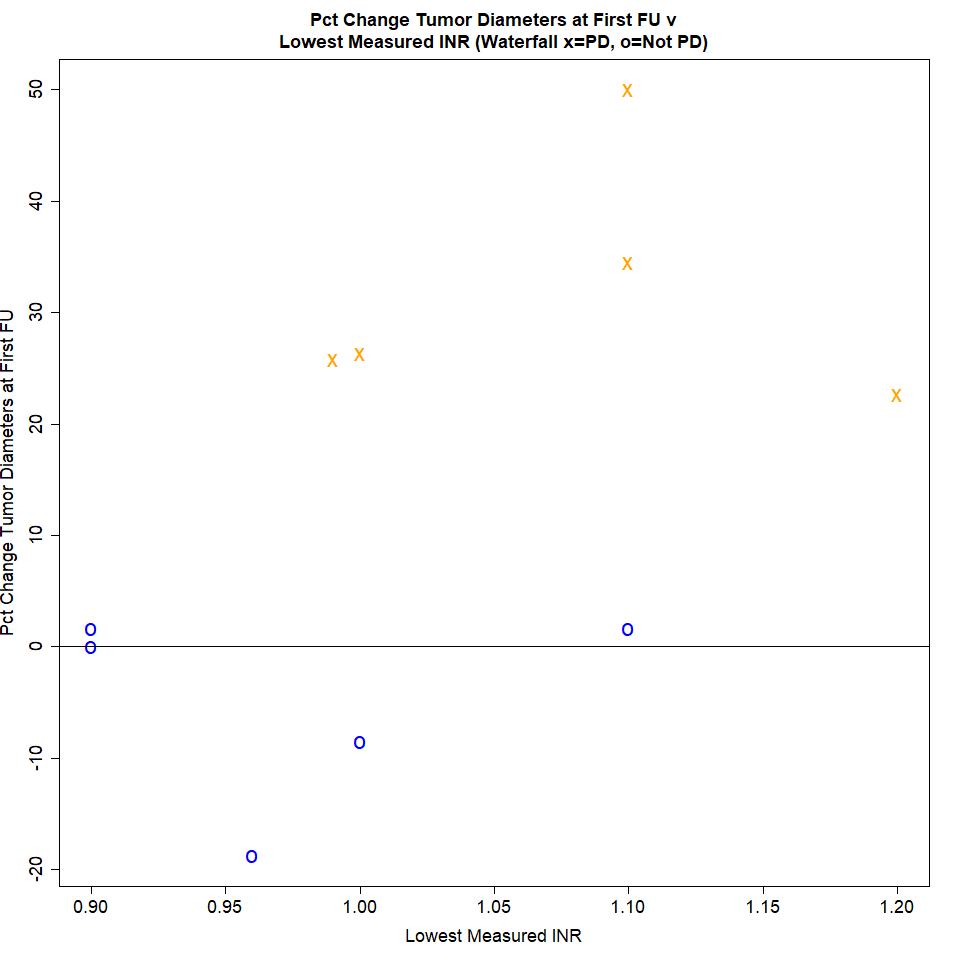 Pct Change Tumor Diameters at First FU v
Lowest Measured INR (Waterfall x=PD, o=Not PD)
Pct Change Tumor Diameters at First FU
50
40
30
20
10
0
-10
-20
X
X
X
X
X
O
O
O
O
O
0.90
0.95
1.00
1.05
1.10
1.15
1.20
Lowest Measured INR